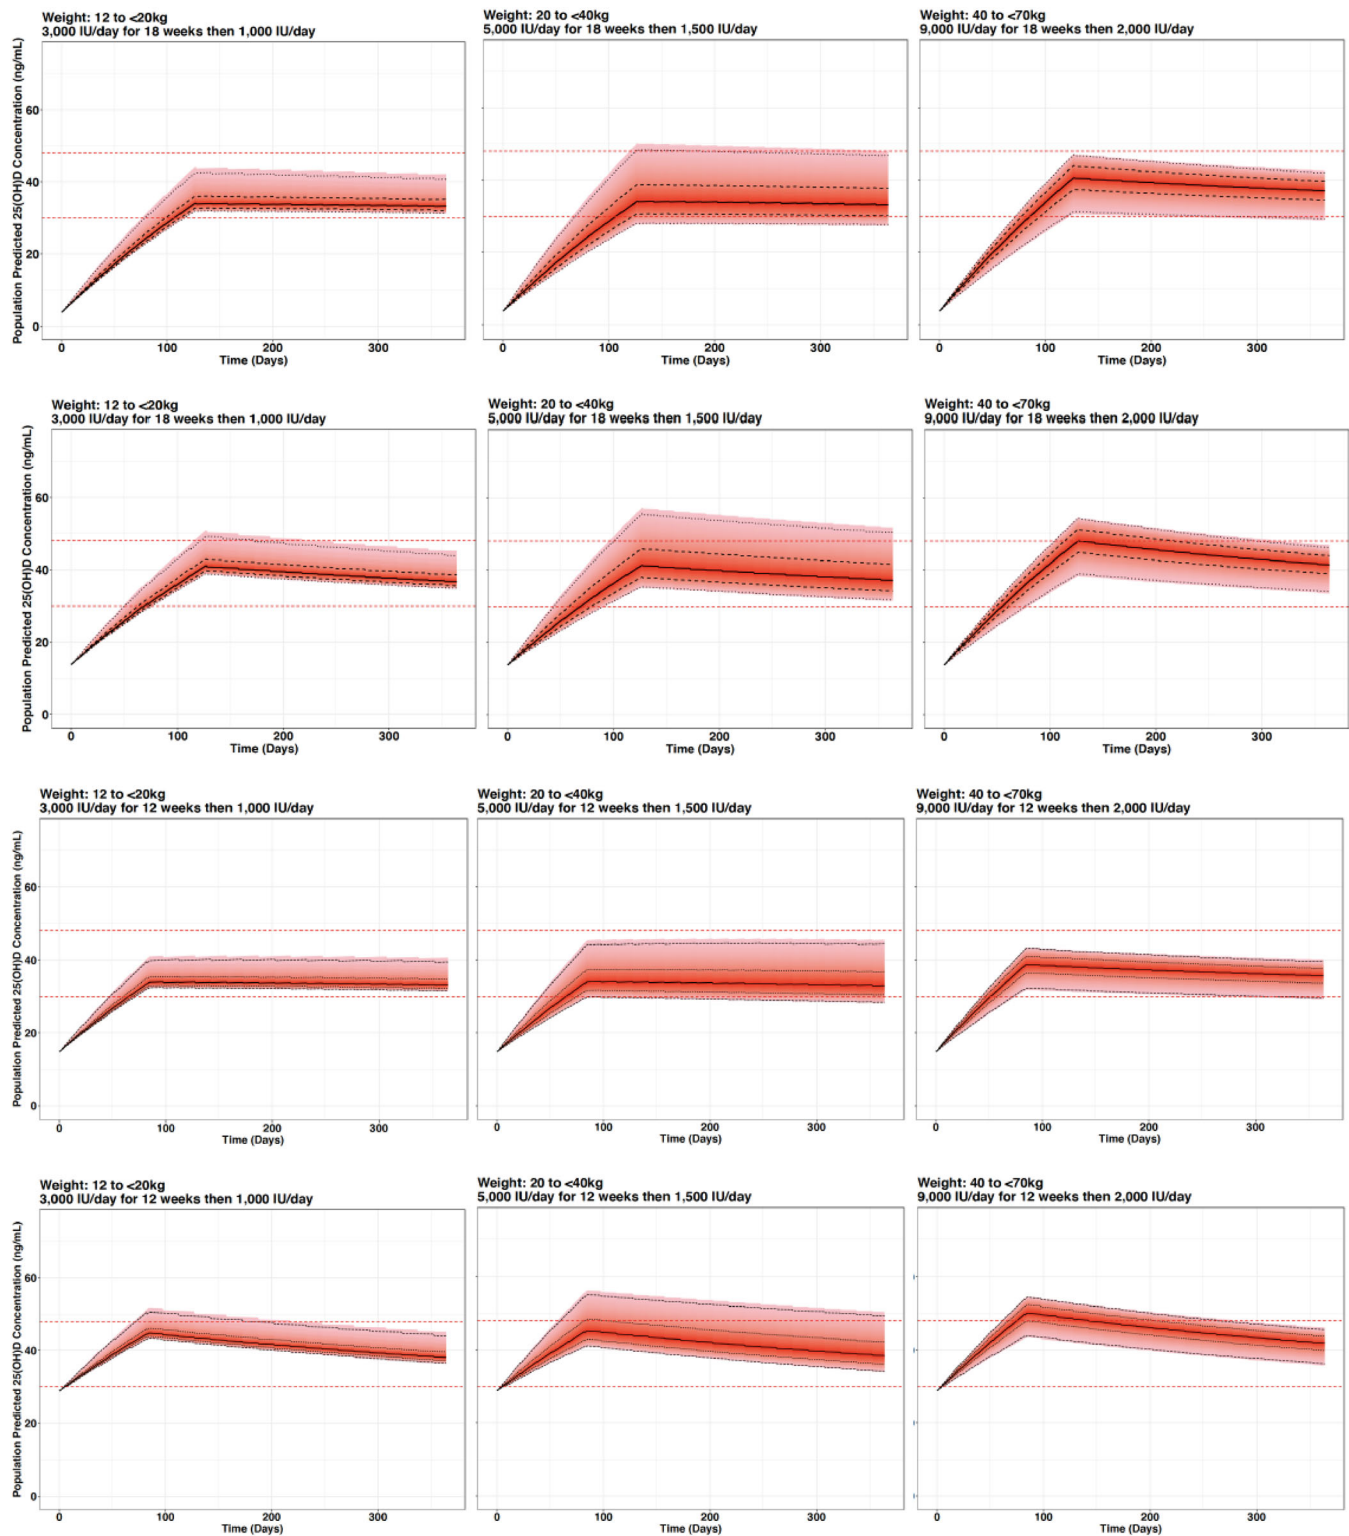 Weight: 12 to <20kg
3,000 IU/day for 18 weeks then 1,000 IU/day
Weight: 20 to <40kg
5,000 IU/day for 18 weeks then 1,500 IU/day
Weight: 40 to <70kg
9,000 IU/day for 18 weeks then 2,000 IU/day
Population Predicted 25(OH)D Concentration (ng/mL)
60
40
20
0
0 100 300
Time (Days)
0 100 300
Time (Days)
0 100 200 300
Time (Days)
Weight: 12 to <20kg
3,000 IU/day for 18 weeks then 1,000 IU/day
Weight: 20 to <40kg
5,000 IU/day for 18 weeks then 1,500 IU/day
Weight: 40 to <70kg
9,000 IU/day for 18 weeks then 2,000 IU/day
Population Predicted 25(OH)D Concentration (ng/mL)
60
40
20
0
0 100 200 300
Time (Days)
0 100 200 300
Time (Days)
0 100 200 300
Time (Days)
Weight: 12 to <20kg
3,000 IU/day for 12 weeks then 1,000 IU/day
Weight: 20 to <40kg
5,000 IU/day for 12 weeks then 1,500 IU/day
Weight: 40 to <70kg
9,000 IU/day for 12 weeks then 2,000 IU/day
Population Predicted 25(OH)D Concentration (ng/mL)
60
40
20
0
0 100 200 300
Time (Days)
0 100 200 300
Time (Days)
0 100 200 300
Time (Days)
Weight: 12 to <20kg
3,000 IU/day for 12 weeks then 1,000 IU/day
Weight: 20 to <40kg
5,000 IU/day for 12 weeks then 1,500 IU/day
Weight: 40 to <70kg
9,000 IU/day for 12 weeks then 2,000 IU/day
Population Predicted 25(OH)D Concentration (ng/mL)
60
40
20
0
0 100 200 300
Time (Days)
0 100 200 300
Time (Days)
0 100 200 300
Time (Days)